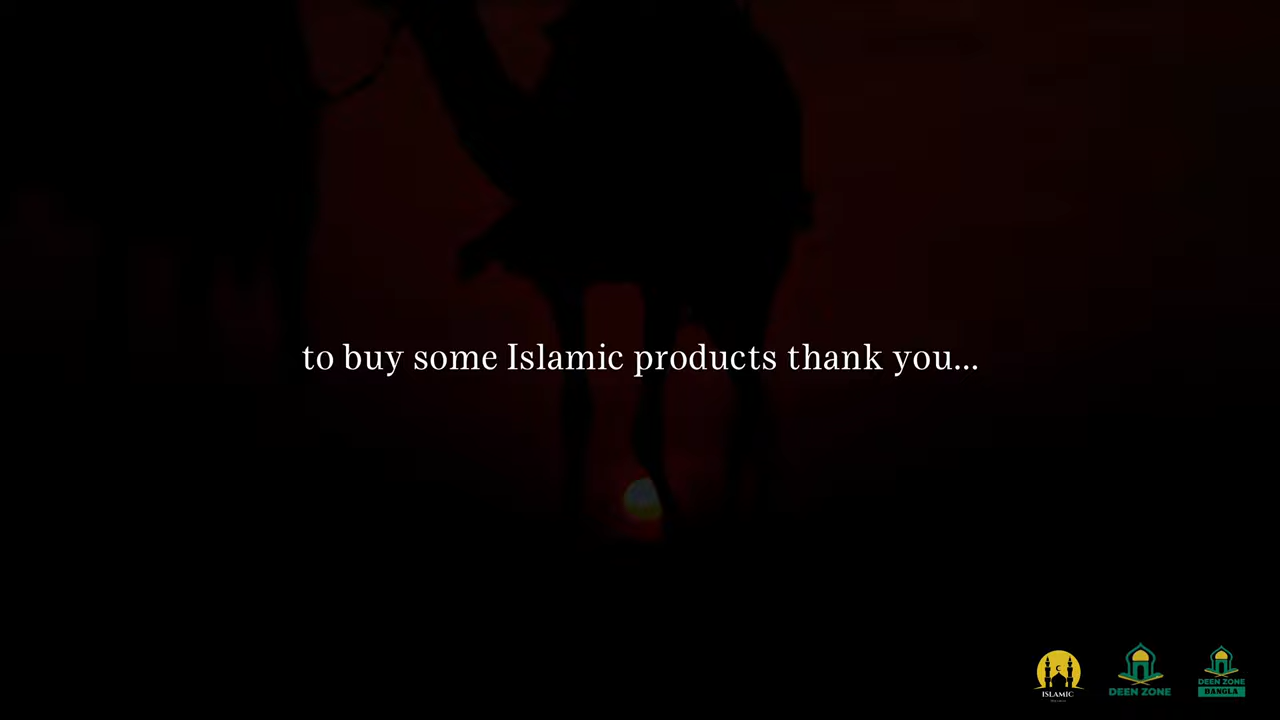 to buy some Islamic products thank you...
ISLAMIC
DEEN ZONE
DEEN ZONE
BANGLA